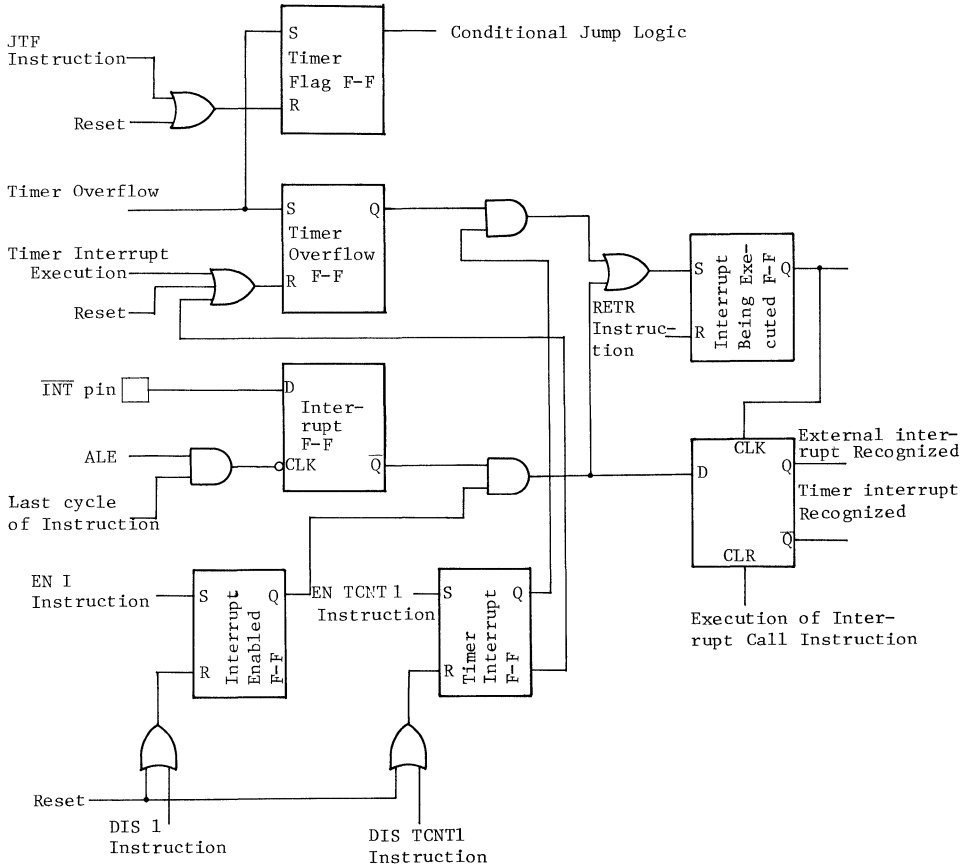 JTF
Instruction
Reset
S
Timer
Flag F-F
R
Conditional Jump Logic
Timer Overflow
S
Q
Timer
Overflow
F-F
R
Timer Interrupt
Execution
Reset
RETR
Instruc-
tion
S
Q
R
Interrupt
Being Exe-
cuted F-F
INT pin
D
Inter-
rupt
F-F
CLK
Q
ALE
Last cycle
of Instruction
D
CLK
Q
Q
CLR
External inter-
rupt Recognized
Timer interrupt
Recognized
Execution of Inter-
rupt Call Instruction
EN I
Instruction
S
Q
R
Interrupt
Enabled
F-F
EN TCNT 1
Instruction
S
Q
R
Timer
Interrupt
F-F
Reset
DIS 1
Instruction
DIS TCNT1
Instruction